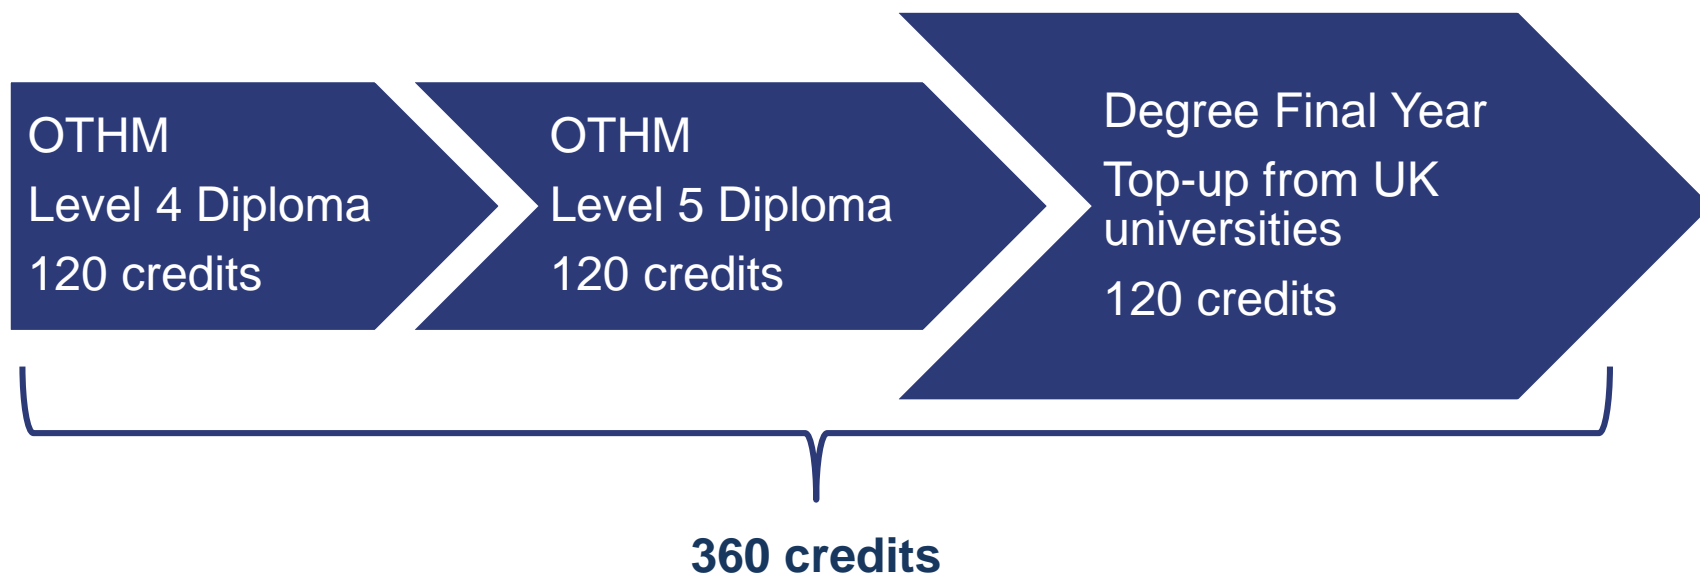 OTHM
Level 4 Diploma
120 credits
OTHM
Level 5 Diploma
120 credits
Degree Final Year
Top-up from UK
universities
120 credits
360 credits